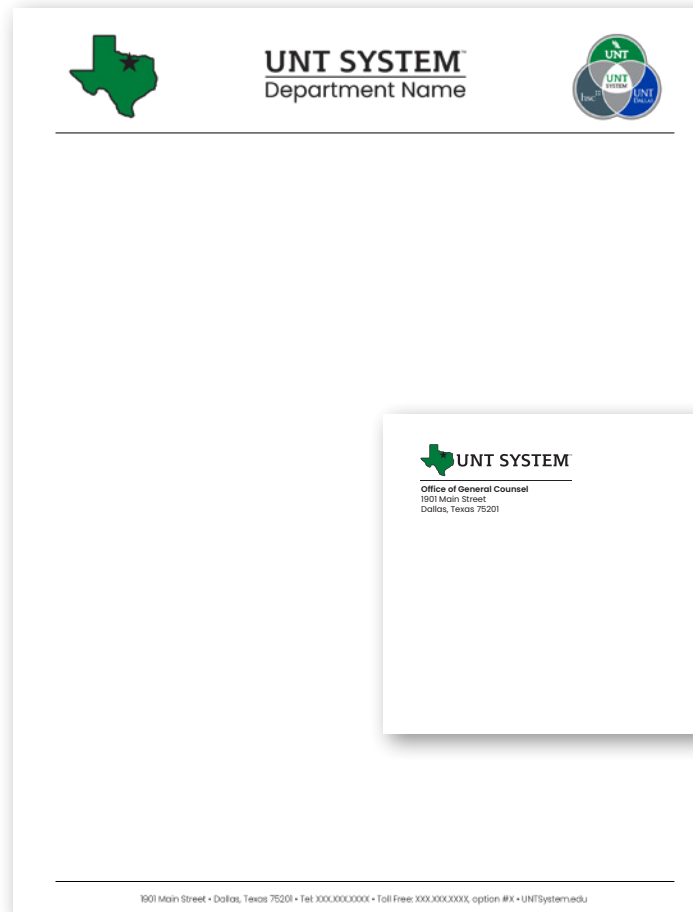 UNT SYSTEM™
Department Name
UNT
UNT
SYSTEM
hsc
UNT
DALLAS
UNT SYSTEM
Office of General Counsel
1901 Main Street
Dallas, Texas 75201
1901 Main Street • Dallas, Texas 75201 • Tel: XXX.XXX.XXXX • Toll Free: XXX.XXX.XXXX, option #X • UNTSystem.edu